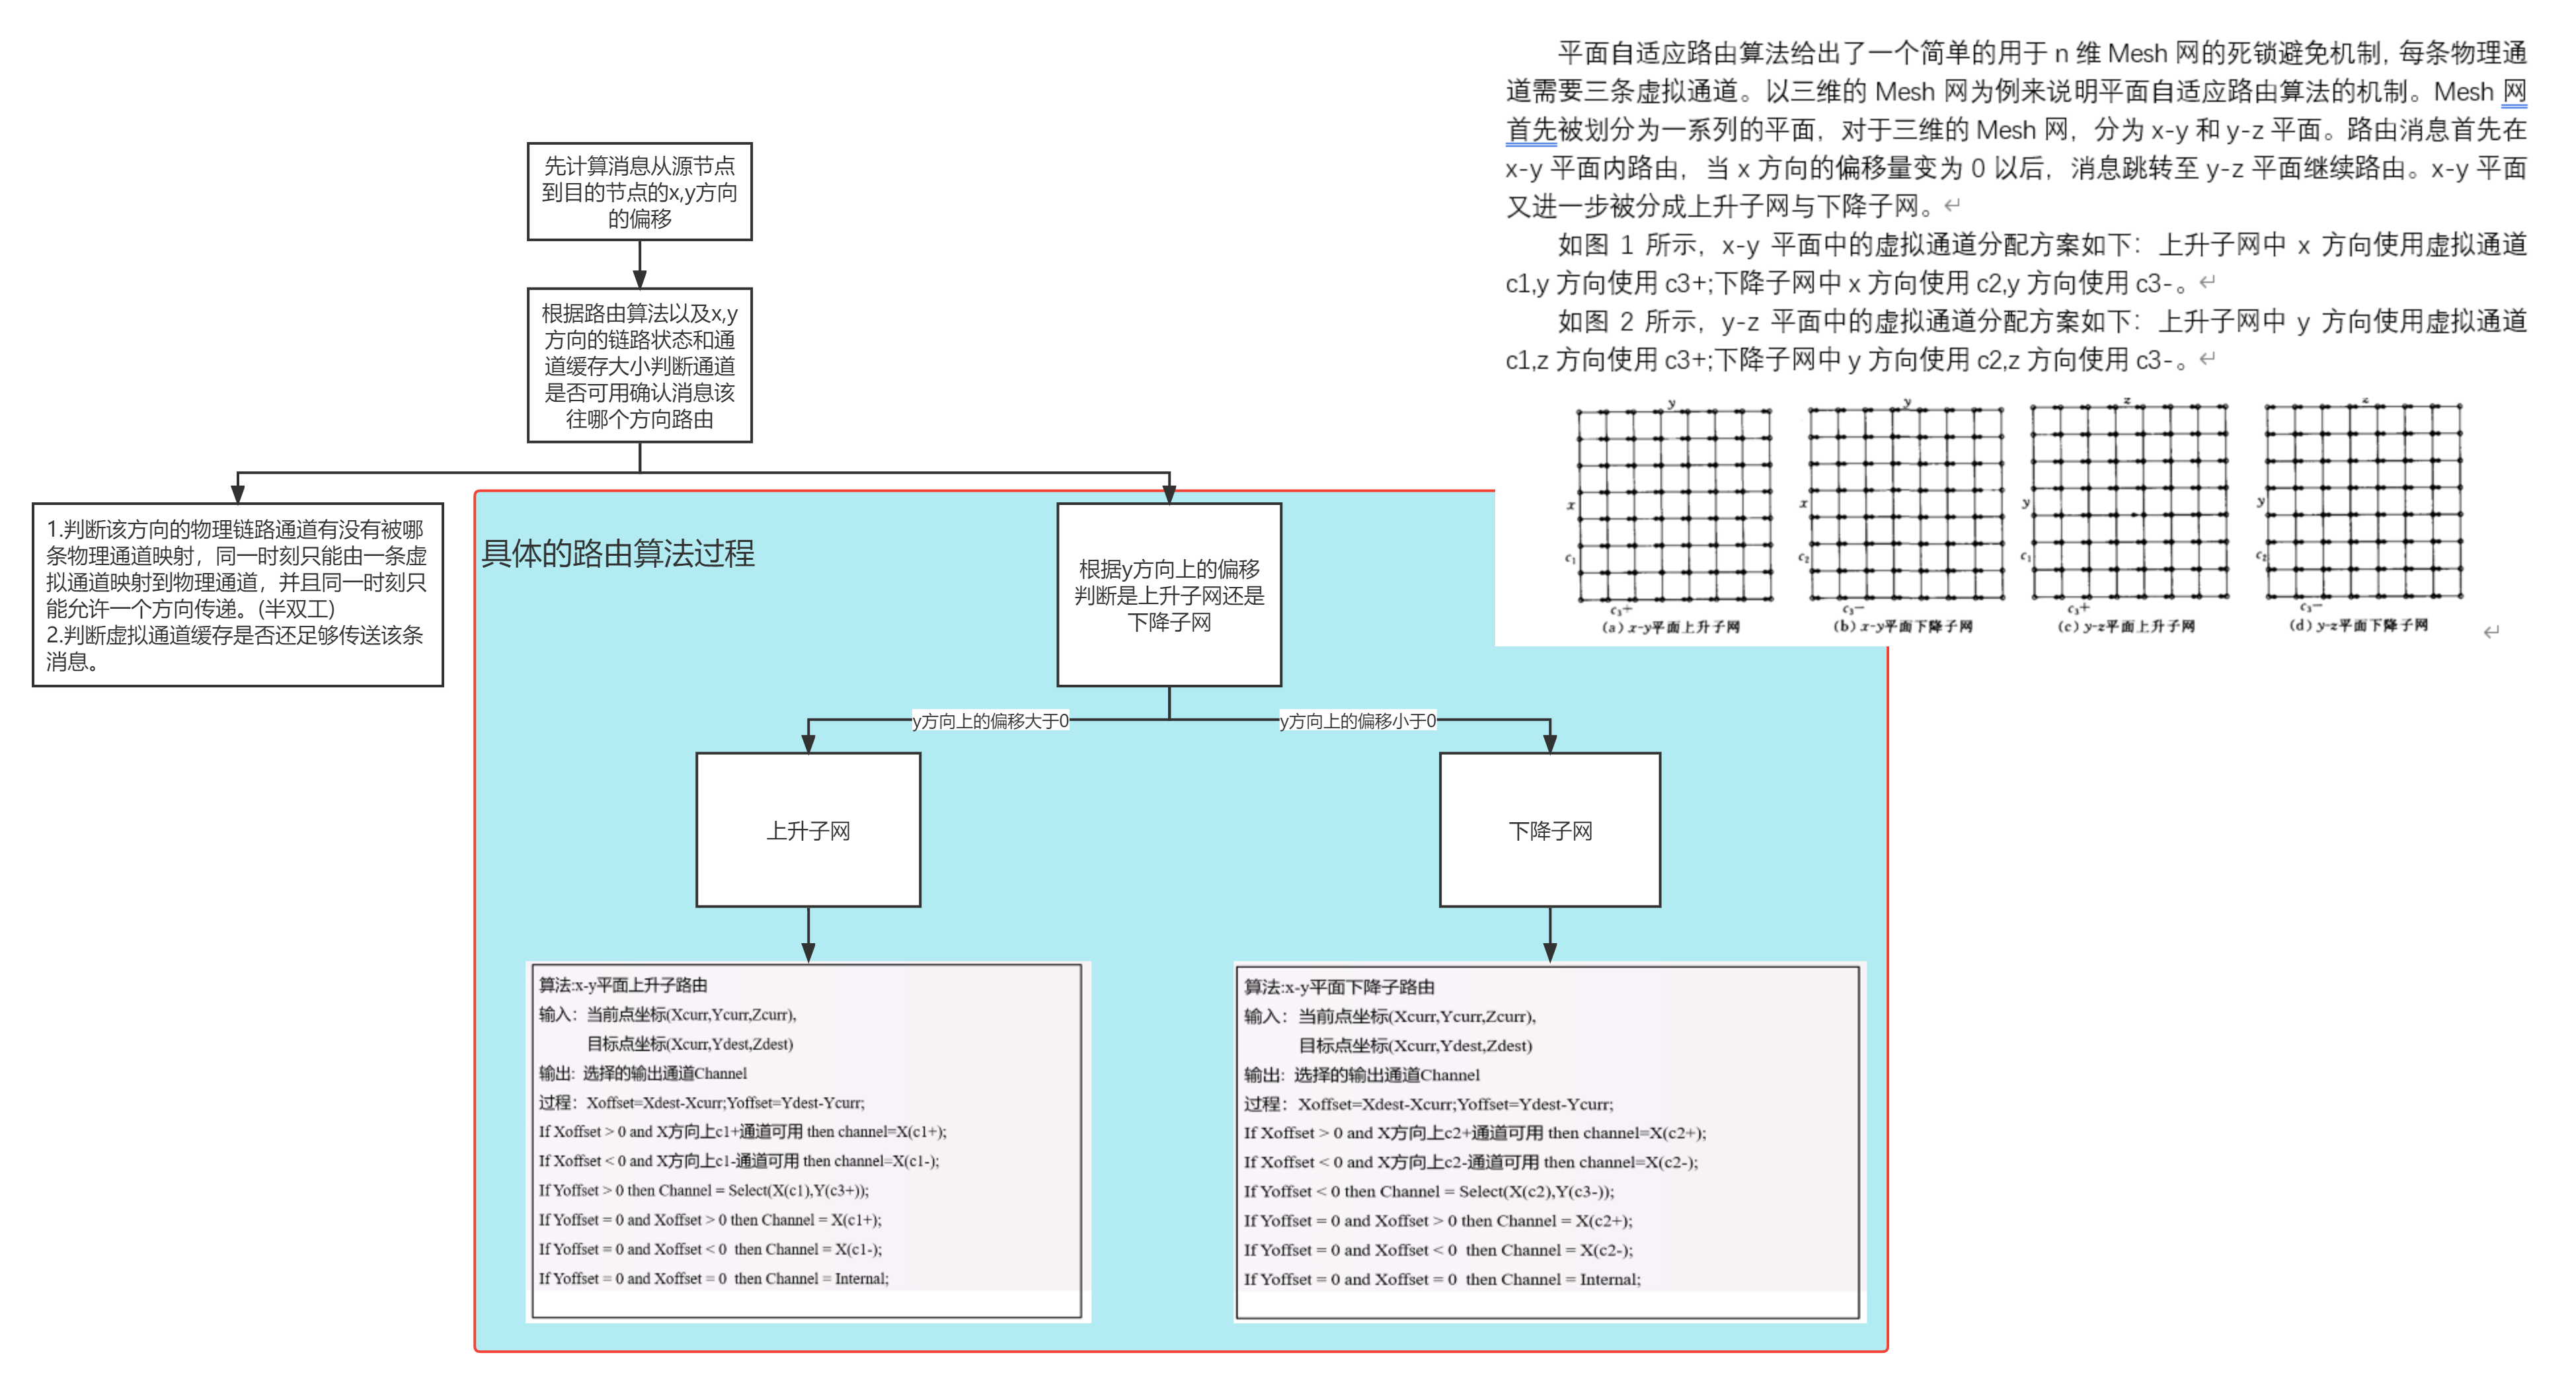 平面自适应路由算法给出了一个简单的用于 n 维 Mesh 网的死锁避免机制, 每条物理通
道需要三条虚拟通道。以三维的 Mesh 网为例来说明平面自适应路由算法的机制。Mesh 网
首先被划分为一系列的平面，对于三维的 Mesh 网，分为 x-y 和 y-z 平面。路由消息首先在
x-y 平面内路由，当 x 方向的偏移量变为 0 以后，消息跳转至 y-z 平面继续路由。x-y 平面
又进一步被分成上升子网与下降子网。↵
如图 1 所示，x-y 平面中的虚拟通道分配方案如下：上升子网中 x 方向使用虚拟通道
c1,y 方向使用 c3+;下降子网中 x 方向使用 c2,y 方向使用 c3-。↵
如图 2 所示，y-z 平面中的虚拟通道分配方案如下：上升子网中 y 方向使用虚拟通道
c1,z 方向使用 c3+;下降子网中 y 方向使用 c2,z 方向使用 c3-。↵
y
x
c₁
c₃+
(a) x-y平面上升子网
y
x
c₂
c₃−
(b) x-y平面下降子网
z
y
c₁
c₃+
(c) y-z平面上升子网
z
y
c₂
c₃−
(d) y-z平面下降子网
↵
先计算消息从源节点
到目的节点的x,y方向
的偏移
根据路由算法以及x,y
方向的链路状态和通
道缓存大小判断通道
是否可用确认消息该
往哪个方向路由
1.判断该方向的物理链路通道有没有被哪
条物理通道映射，同一时刻只能由一条虚
拟通道映射到物理通道，并且同一时刻只
能允许一个方向传递。(半双工)
2.判断虚拟通道缓存是否还足够传送该条
消息。
具体的路由算法过程
根据y方向上的偏移
判断是上升子网还是
下降子网
y方向上的偏移大于0
y方向上的偏移小于0
上升子网
下降子网
算法:x-y平面上升子路由
输入：当前点坐标(Xcurr,Ycurr,Zcurr),
目标点坐标(Xcurr,Ydest,Zdest)
输出: 选择的输出通道Channel
过程：Xoffset=Xdest-Xcurr;Yoffset=Ydest-Ycurr;
If Xoffset > 0 and X方向上c1+通道可用 then channel=X(c1+);
If Xoffset < 0 and X方向上c1-通道可用 then channel=X(c1-);
If Yoffset > 0 then Channel = Select(X(c1),Y(c3+));
If Yoffset = 0 and Xoffset > 0 then Channel = X(c1+);
If Yoffset = 0 and Xoffset < 0 then Channel = X(c1-);
If Yoffset = 0 and Xoffset = 0 then Channel = Internal;
算法:x-y平面下降子路由
输入：当前点坐标(Xcurr,Ycurr,Zcurr),
目标点坐标(Xcurr,Ydest,Zdest)
输出: 选择的输出通道Channel
过程：Xoffset=Xdest-Xcurr;Yoffset=Ydest-Ycurr;
If Xoffset > 0 and X方向上c2+通道可用 then channel=X(c2+);
If Xoffset < 0 and X方向上c2-通道可用 then channel=X(c2-);
If Yoffset < 0 then Channel = Select(X(c2),Y(c3-));
If Yoffset = 0 and Xoffset > 0 then Channel = X(c2+);
If Yoffset = 0 and Xoffset < 0 then Channel = X(c2-);
If Yoffset = 0 and Xoffset = 0 then Channel = Internal;